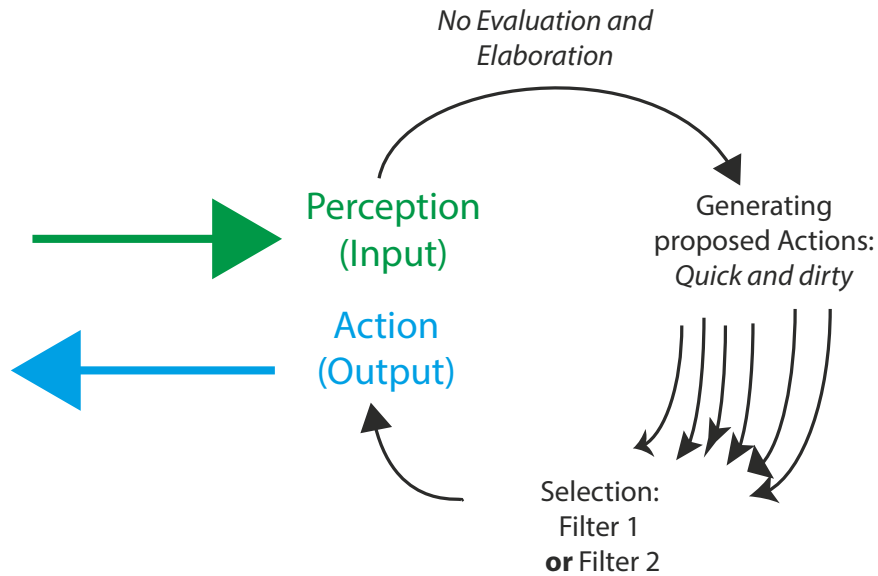 No Evaluation and
Elaboration
Perception
(Input)
Generating
proposed Actions:
Quick and dirty
Action
(Output)
Selection:
Filter 1
or Filter 2